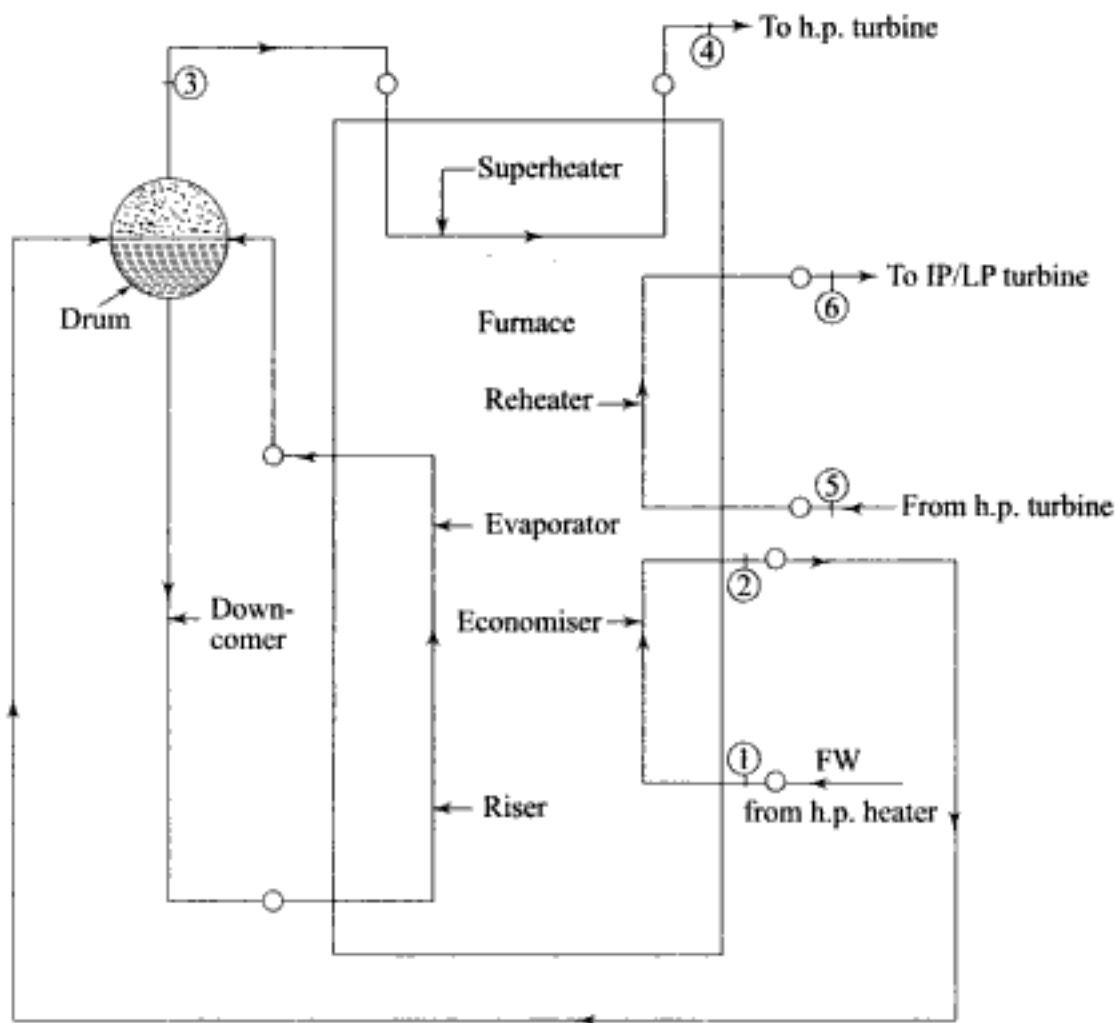 To h.p. turbine
4
3
Superheater
To IP/LP turbine
6
Drum
Furnace
Reheater
5
From h.p. turbine
Evaporator
2
Down-
comer
Economiser
1
FW
from h.p. heater
Riser